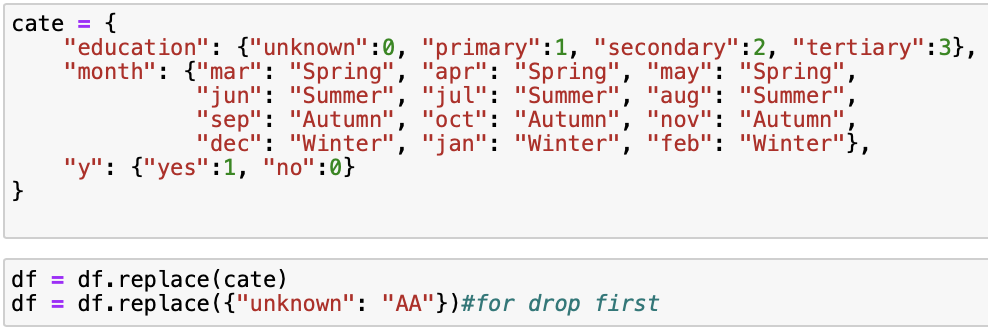 cate = {
    "education": {"unknown":0, "primary":1, "secondary":2, "tertiary":3},
    "month": {"mar": "Spring", "apr": "Spring", "may": "Spring",
              "jun": "Summer", "jul": "Summer", "aug": "Summer",
              "sep": "Autumn", "oct": "Autumn", "nov": "Autumn",
              "dec": "Winter", "jan": "Winter", "feb": "Winter"},
    "y": {"yes":1, "no":0}
}
df = df.replace(cate)
df = df.replace({"unknown": "AA"})#for drop first